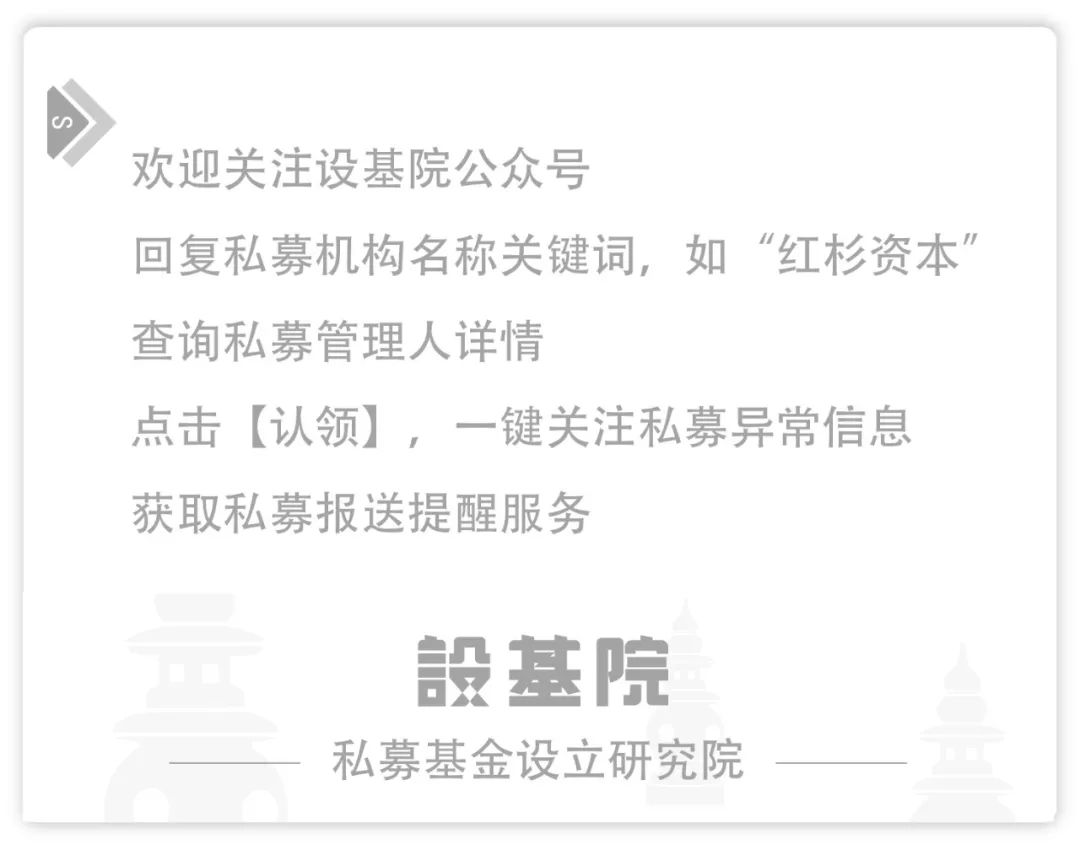 S
欢迎关注设基院公众号
回复私募机构名称关键词，如“红杉资本”
查询私募管理人详情
点击【认领】，一键关注私募异常信息
获取私募报送提醒服务
設基院
私募基金设立研究院